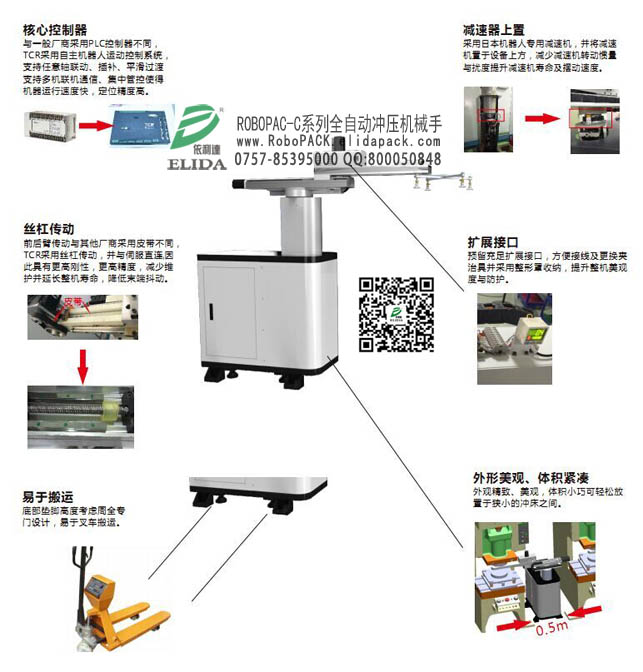 核心控制器
与一般厂商采用PLC控制器不同，
TCR采用自主机器人运动控制系统，
支持任意轴联动、插补、平滑过渡
支持多机联机通信、集中管控使得
机器运行速度快，定位精度高。
减速器上置
采用日本机器人专用减速机，并将减速
机置于设备上方，减少减速机转动惯量
与扰度提升减速机寿命及摆动速度。
R
依利達
ELIDA
ROBOPAC-C系列全自动冲压机械手
www.RoboPACK.elidapack.com
0757-85395000 QQ:800050848
丝杠传动
前后臂传动与其他厂商采用皮带不同，
TCR采用丝杠传动，并与伺服直连,因
此具有更高刚性，更高精度，减少维
护并延长整机寿命，降低末端抖动。
皮带
扩展接口
预留充足扩展接口，方便接线及更换夹
治具并采用整形罩收纳，提升整机美观
度与防护。
ELIDA
易于搬运
底部垫脚高度考虑周全专
门设计，易于叉车搬运。
外形美观、体积紧凑
外观精致、美观，体积小巧可轻松放
置于狭小的冲床之间。
0.5m